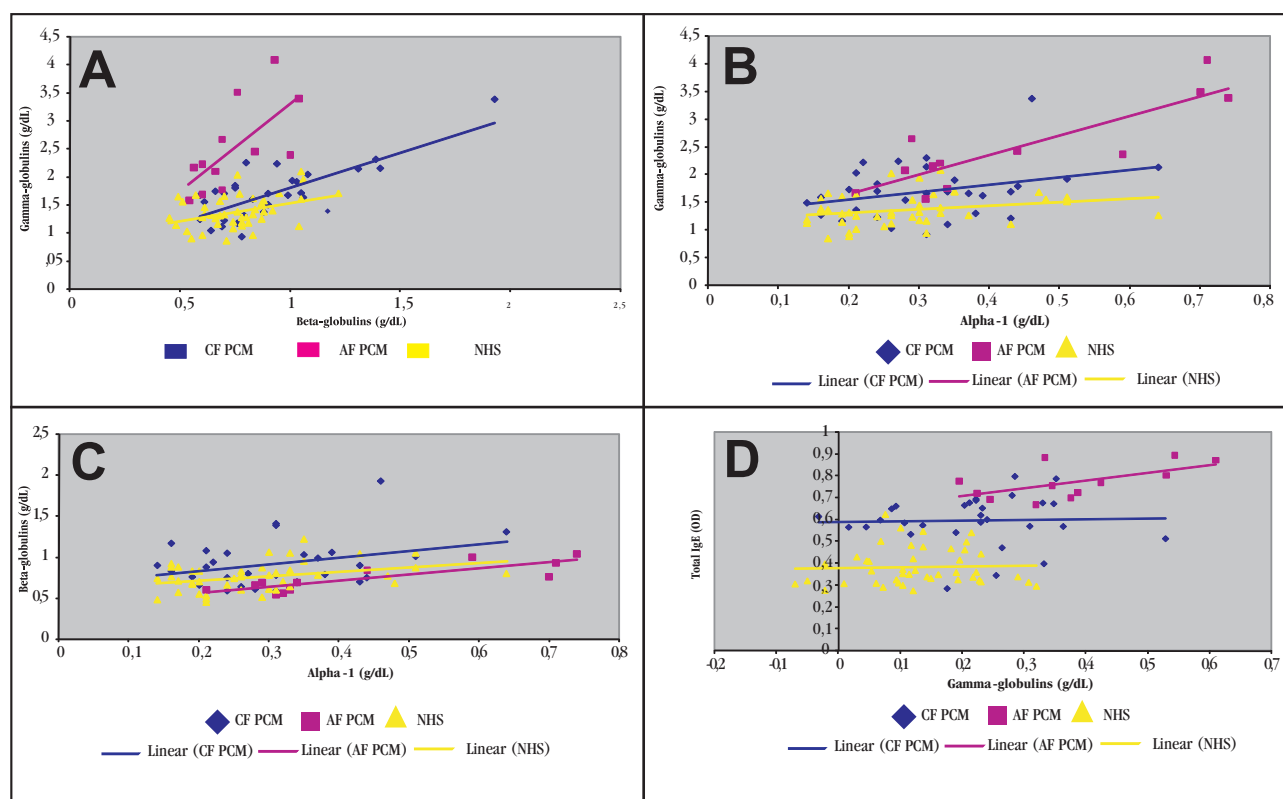 A
Gamma-globulins (g/dL)
4,5
4
3,5
3
2,5
2
1,5
1
,05
0
0 0,5 1 1,5 2 2,5
Beta-globulins (g/dL)
CF PCM AF PCM NHS
B
Gamma-globulins (g/dL)
4,5
4
3,5
3
2,5
2
1,5
1
0,5
0
0 0,1 0,2 0,3 0,4 0,5 0,6 0,7 0,8
Alpha-1 (g/dL)
CF PCM AF PCM NHS
Linear (CF PCM) Linear (AF PCM) Linear (NHS)
C
Beta-globulins (g/dL)
2,5
2
1,5
1
0,5
0
0 0,1 0,2 0,3 0,4 0,5 0,6 0,7 0,8
Alpha-1 (g/dL)
CF PCM AF PCM NHS
Linear (CF PCM) Linear (AF PCM) Linear (NHS)
D
Total IgE (OD)
1
0,9
0,8
0,7
0,6
0,5
0,4
0,3
0,2
0,1
0
-0,2 -0,1 0 0,1 0,2 0,3 0,4 0,5 0,6 0,7
Gamma-globulins (g/dL)
CF PCM AF PCM NHS
Linear (CF PCM) Linear (AF PCM) Linear (NHS)